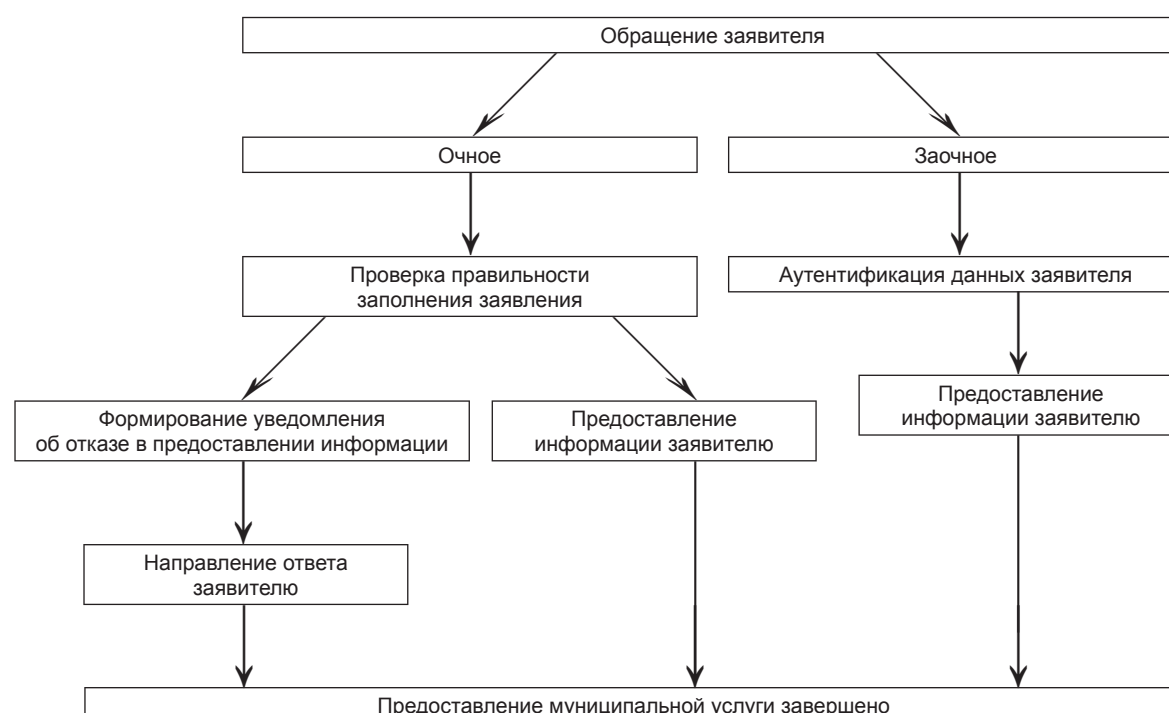 Обращение заявителя
Очное
Заочное
Проверка правильности
заполнения заявления
Аутентификация данных заявителя
Формирование уведомления
об отказе в предоставлении информации
Предоставление
информации заявителю
Предоставление
информации заявителю
Направление ответа
заявителю
Предоставление муниципальной услуги завершено